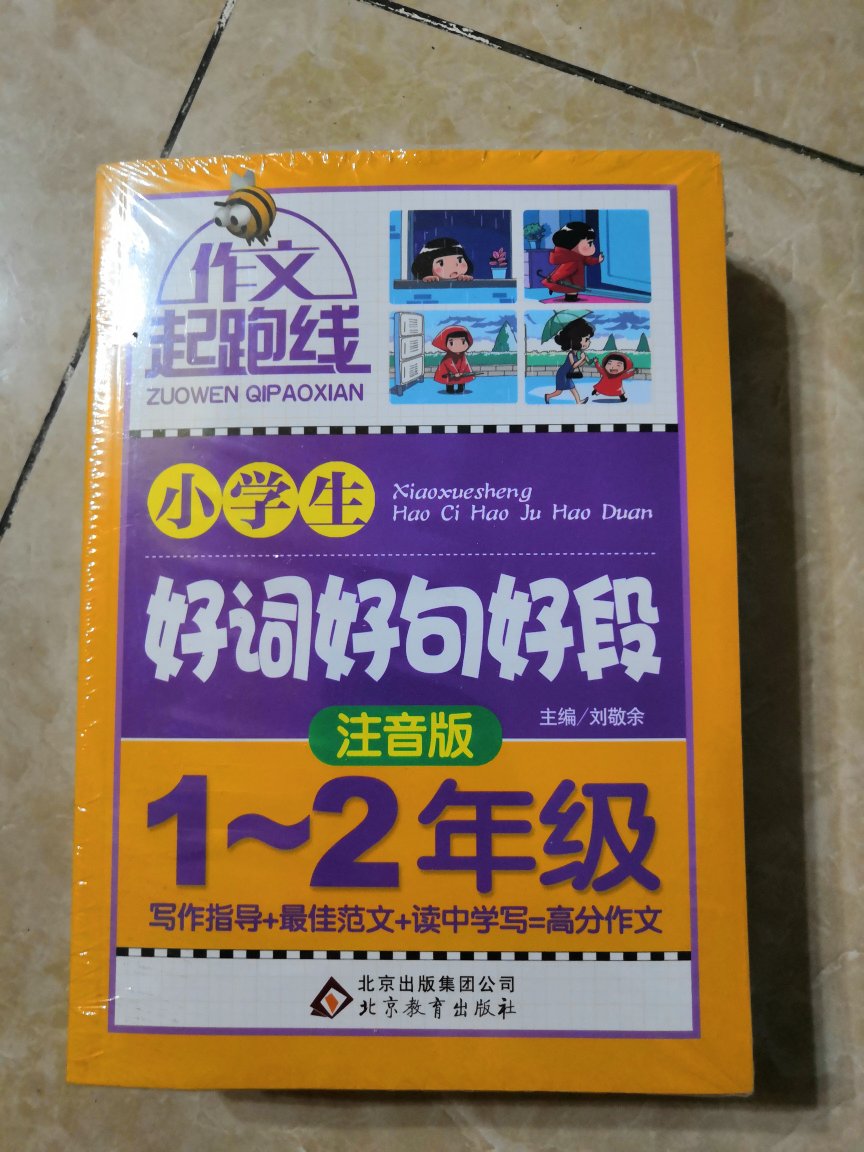 作文
起跑线
ZUOWEN QIPAOXIAN
小学生
Xiaoxuesheng
Hao Ci Hao Ju Hao Duan
好词好句好段
主编/刘敬余
注音版
1~2年级
写作指导+最佳范文+读中学写=高分作文
北京出版集团公司
北京教育出版社